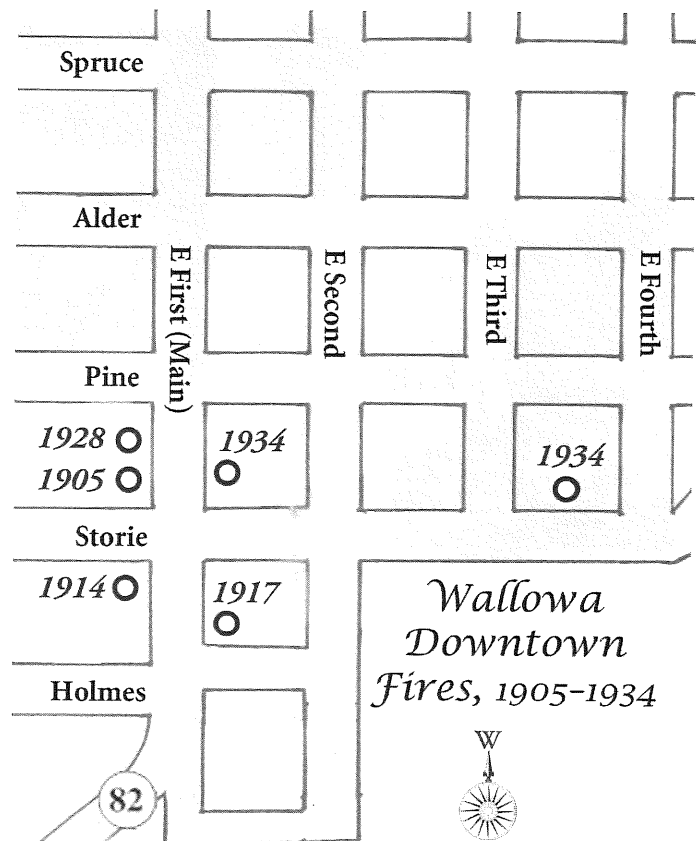 Spruce
Alder
E First (Main)
E Second
E Third
E Fourth
Pine
1928
1905
1934
1934
Storie
1914
1917
Holmes
82
Wallowa
Downtown
Fires, 1905–1934
W